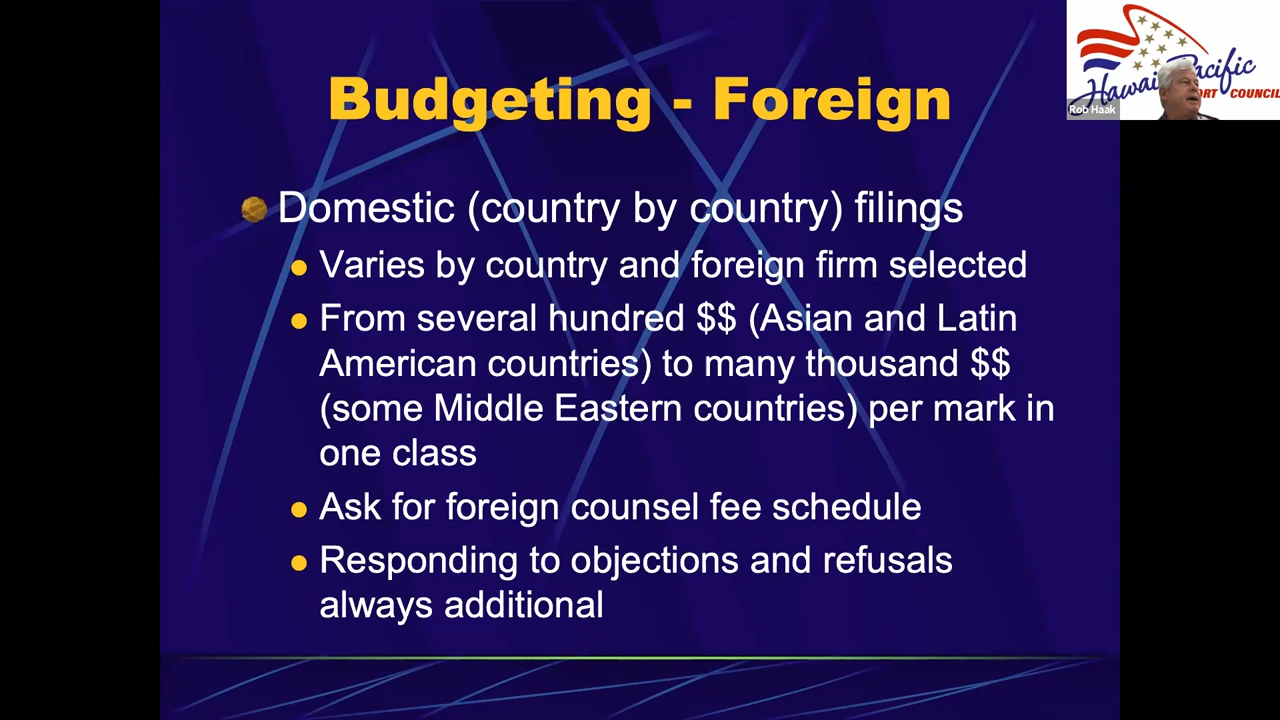 Budgeting - Foreign
Domestic (country by country) filings
Varies by country and foreign firm selected
From several hundred $$ (Asian and Latin
American countries) to many thousand $$
(some Middle Eastern countries) per mark in
one class
Ask for foreign counsel fee schedule
Responding to objections and refusals
always additional
Hawaii Pacific
ORT COUNCIL
Rob Haak